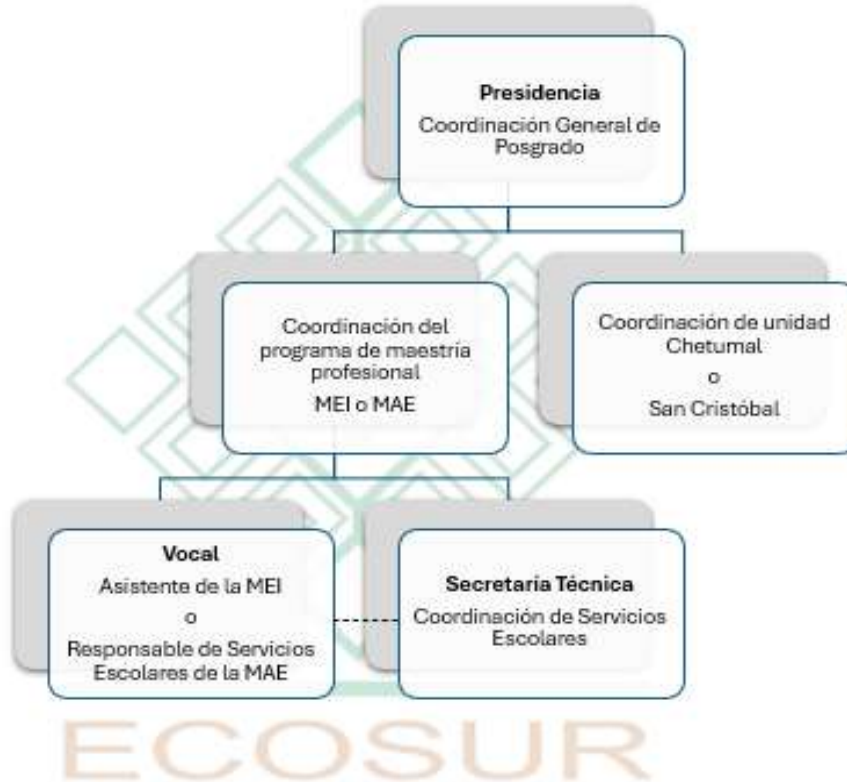 Presidencia
Coordinación General de
Posgrado
Coordinación del
programa de maestría
profesional
MEI o MAE
Coordinación de unidad
Chetumal
o
San Cristóbal
Vocal
Asistente de la MEI
o
Responsable de Servicios
Escolares de la MAE
Secretaría Técnica
Coordinación de Servicios
Escolares
ECOSUR